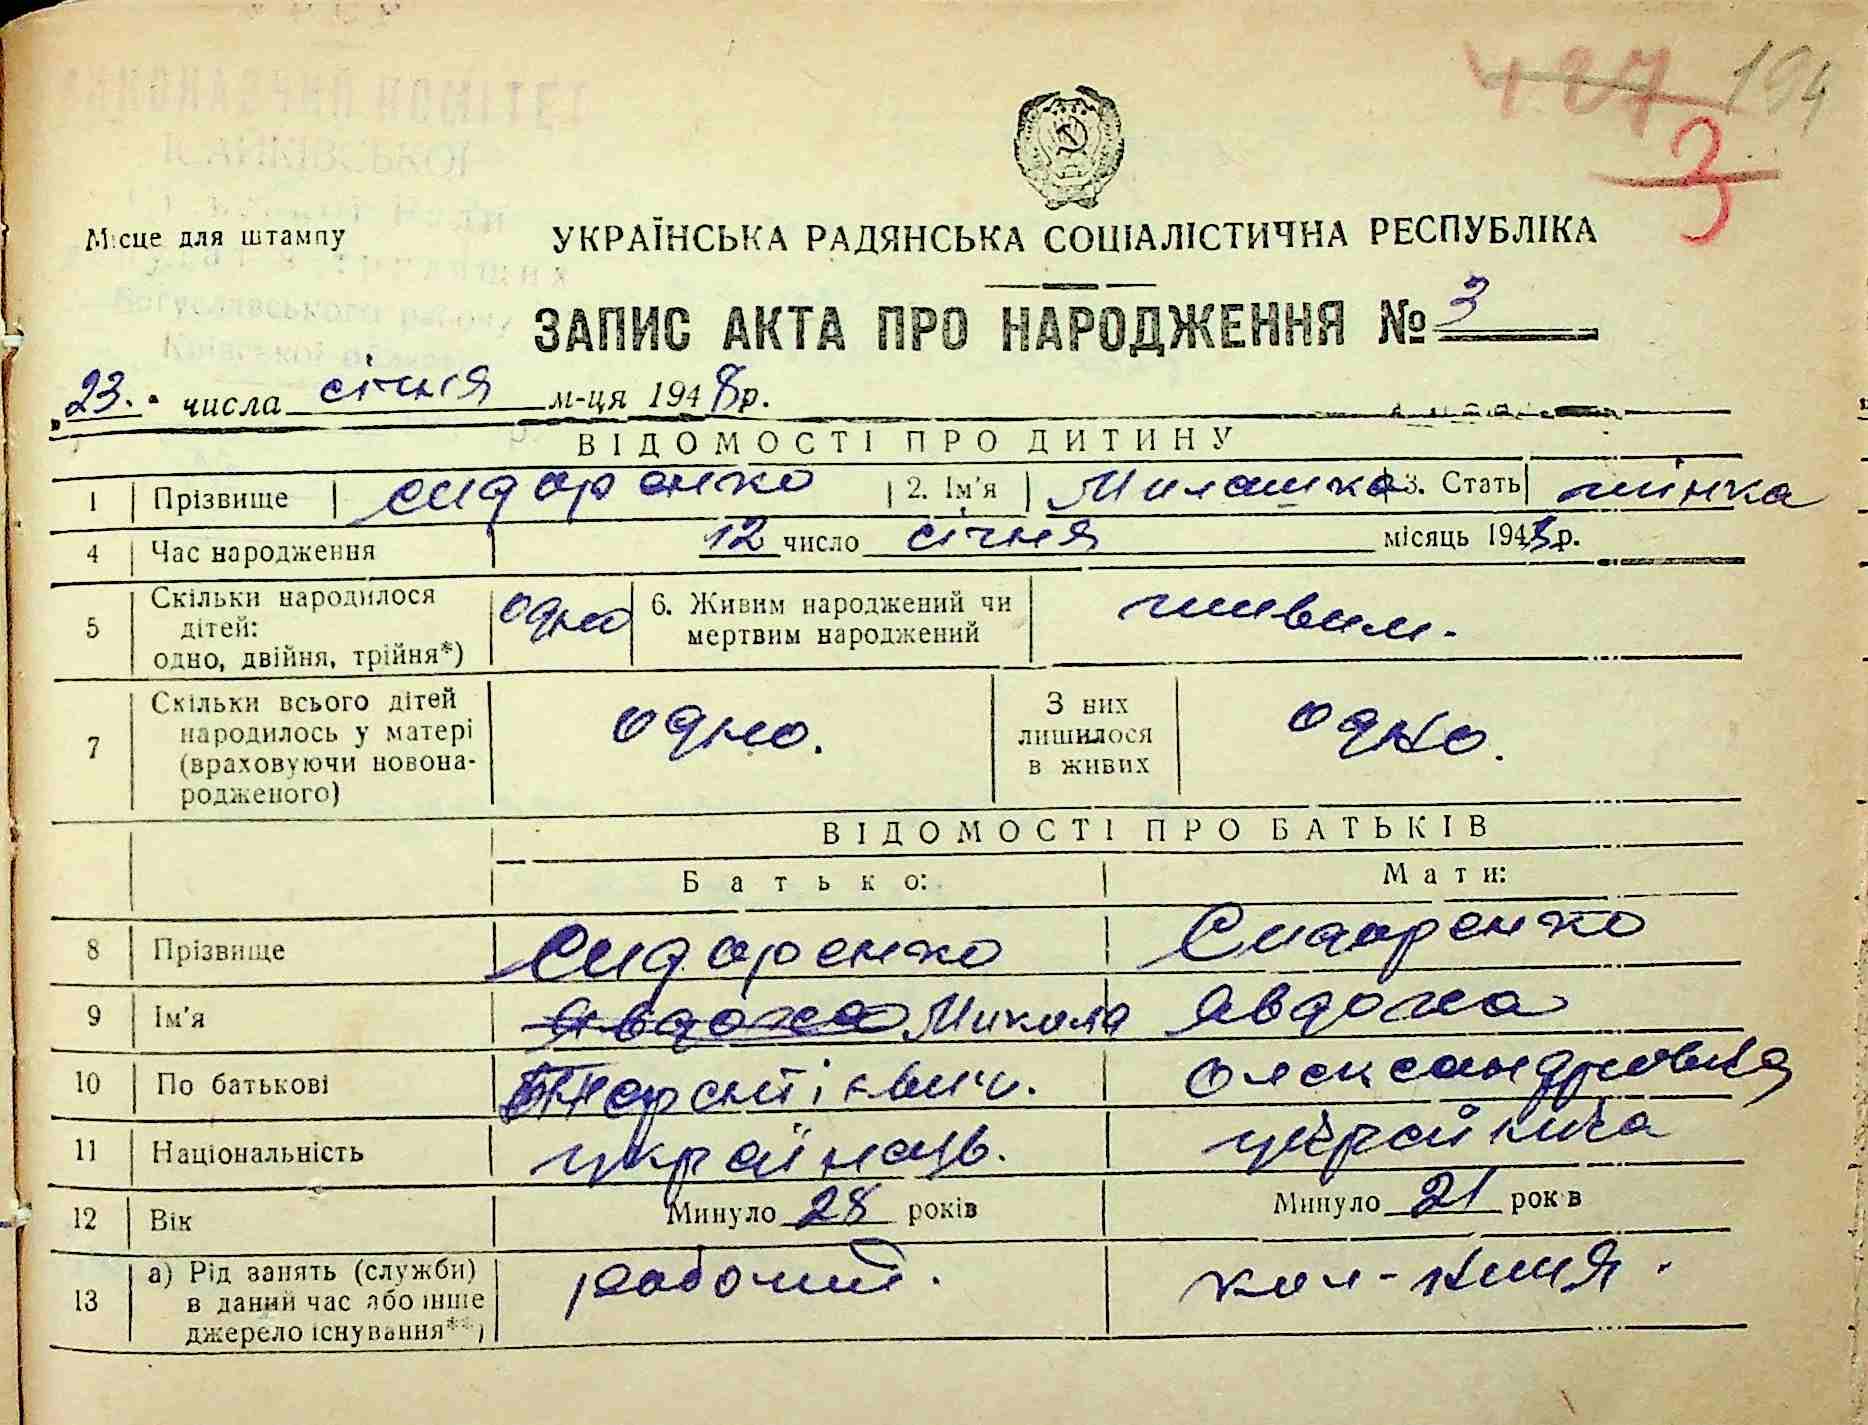 427 194
3
Місце для штампу
УКРАЇНСЬКА РАДЯНСЬКА СОЦІАЛІСТИЧНА РЕСПУБЛІКА
ЗАПИС АКТА ПРО НАРОДЖЕННЯ № 3
„23" числа січня м-ця 1948 р.
ВІДОМОСТІ ПРО ДИТИНУ
1 Прізвище Сидоренко 2. Ім'я 3. Стать жінка
4 Час народження 12 число січня місяць 1948 р.
5 Скільки народилося дітей: одно, двійня, трійня*) одно 6. Живим народжений чи мертвим народжений живим.
7 Скільки всього дітей народилось у матері (враховуючи новонародженого) одно. З них лишилося в живих одно.
ВІДОМОСТІ ПРО БАТЬКІВ
Батько: Мати:
8 Прізвище Сидоренко Сидоренко
9 Ім'я Явдоха Микола Явдоха
10 По батькові Олександровна
11 Національність українець. українка
12 Вік Минуло 28 років Минуло 21 років
13 а) Рід занять (служби) в даний час або інше джерело існування**) рабочий. кол-ниця.